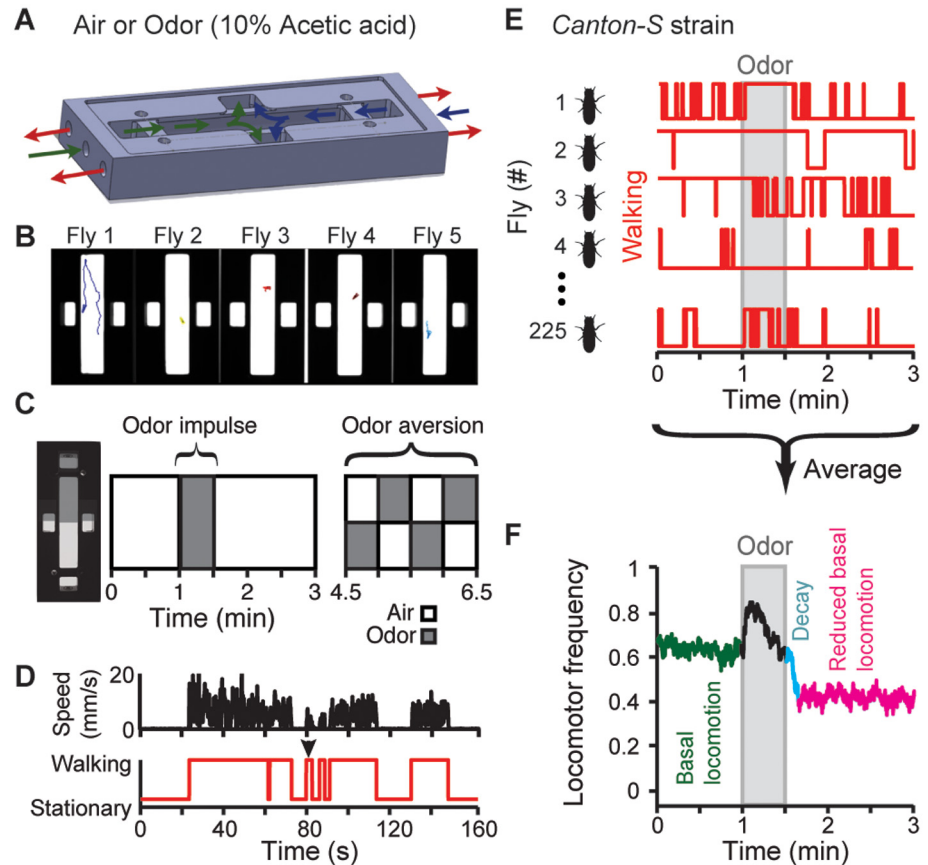 A Air or Odor (10% Acetic acid)
B
Fly 1 Fly 2 Fly 3 Fly 4 Fly 5
C
Odor impulse
Odor aversion
0 1 2 3
Time (min)
4.5 6.5
Air
Odor
D
Speed
(mm/s)
20
0
Walking
Stationary
0 40 80 120 160
Time (s)
E Canton-S strain
Odor
Fly (#)
1
2
3
4
225
Walking
0 1 2 3
Time (min)
Average
F
Odor
Locomotor frequency
1
0.8
0.6
0.4
0.2
0
Basal
locomotion
Decay
Reduced basal
locomotion
0 1 2 3
Time (min)